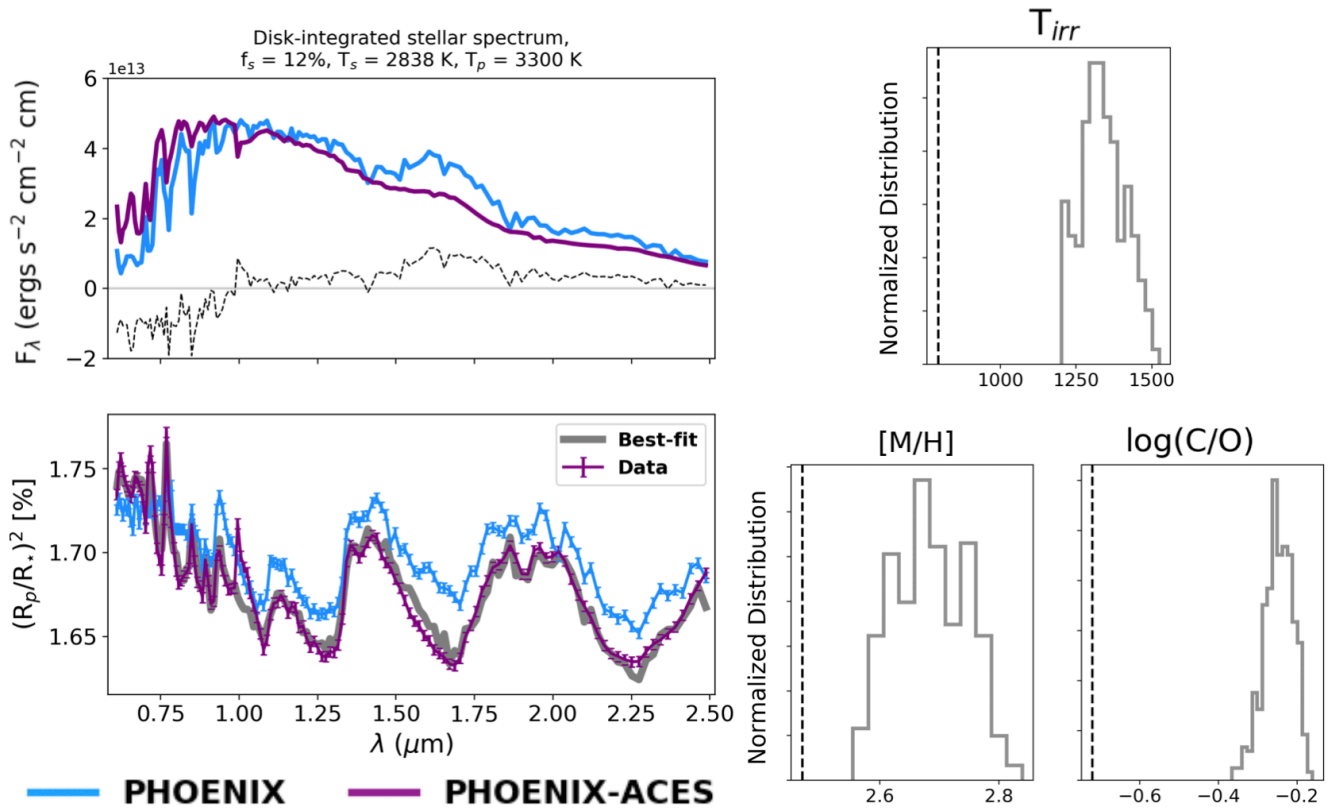 Disk-integrated stellar spectrum,
f_s = 12%, T_s = 2838 K, T_p = 3300 K
1e13
F_λ (ergs s⁻² cm⁻² cm)
6
4
2
0
−2
(R_p/R_⋆)² [%]
1.75
1.70
1.65
Best-fit
Data
0.75 1.00 1.25 1.50 1.75 2.00 2.25 2.50
λ (μm)
PHOENIX PHOENIX-ACES
T_irr
Normalized Distribution
1000 1250 1500
[M/H]
Normalized Distribution
2.6 2.8
log(C/O)
−0.6 −0.4 −0.2